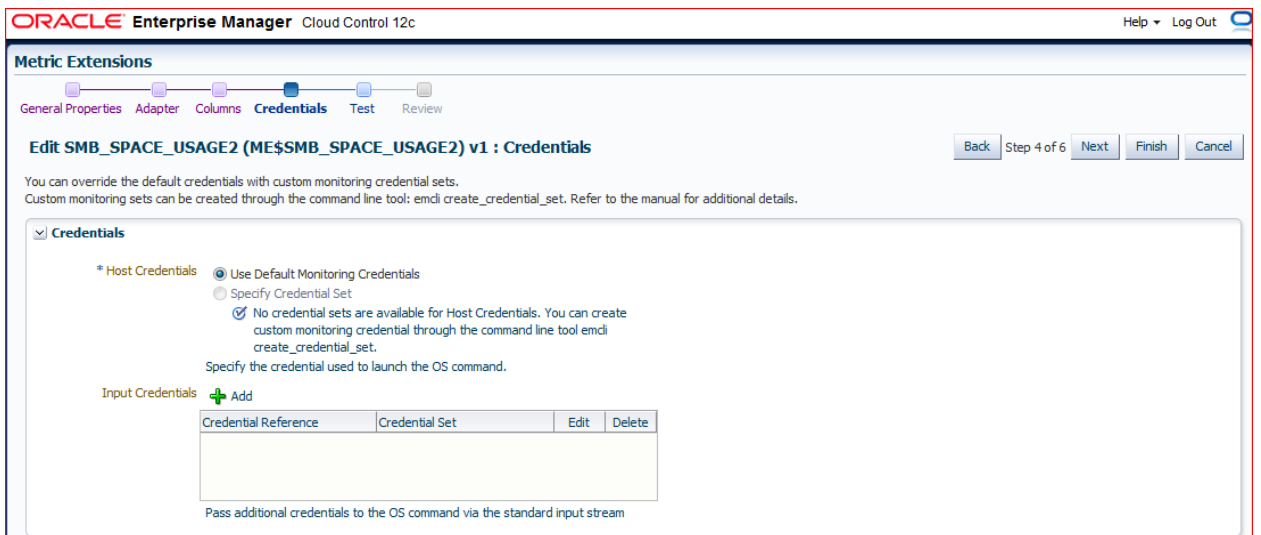 ORACLE Enterprise Manager Cloud Control 12c
Help Log Out
Metric Extensions
General Properties Adapter Columns Credentials Test Review
Edit SMB_SPACE_USAGE2 (ME$SMB_SPACE_USAGE2) v1 : Credentials
Back Step 4 of 6 Next Finish Cancel
You can override the default credentials with custom monitoring credential sets.
Custom monitoring sets can be created through the command line tool: emcli create_credential_set. Refer to the manual for additional details.
Credentials
* Host Credentials Use Default Monitoring Credentials
Specify Credential Set
No credential sets are available for Host Credentials. You can create
custom monitoring credential through the command line tool emcli
create_credential_set.
Specify the credential used to launch the OS command.
Input Credentials Add
Credential Reference Credential Set Edit Delete
Pass additional credentials to the OS command via the standard input stream